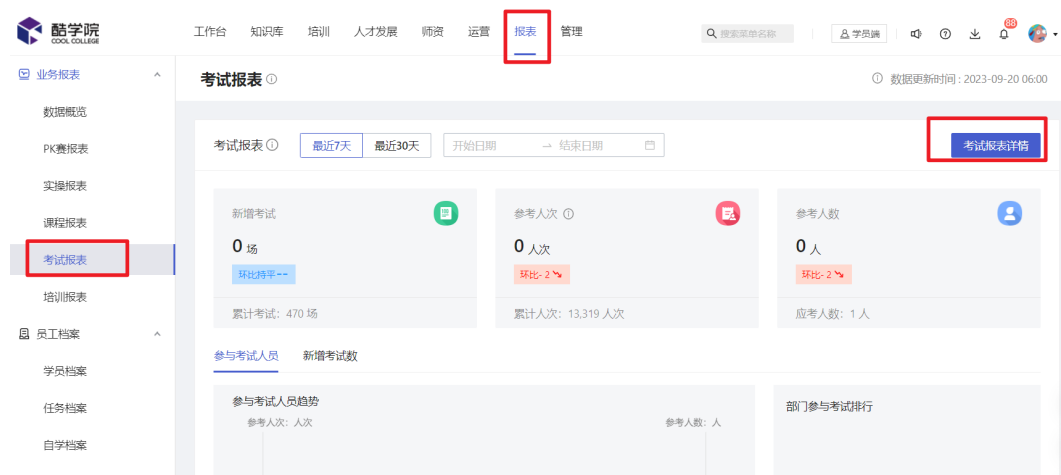 酷学院
COOL COLLEGE
工作台 知识库 培训 人才发展 师资 运营 报表 管理
搜索菜单名称
学员端
88
业务报表
数据概览
PK赛报表
实操报表
课程报表
考试报表
培训报表
员工档案
学员档案
任务档案
自学档案
考试报表
数据更新时间 : 2023-09-20 06:00
考试报表 最近7天 最近30天 开始日期 → 结束日期 考试报表详情
新增考试
0 场
环比持平 --
累计考试：470 场
参考人次
0 人次
环比- 2
累计人次：13,319 人次
参考人数
0 人
环比- 2
应考人数：1 人
参与考试人员 新增考试数
参与考试人员趋势
参考人次：人次 参考人数：人
部门参与考试排行